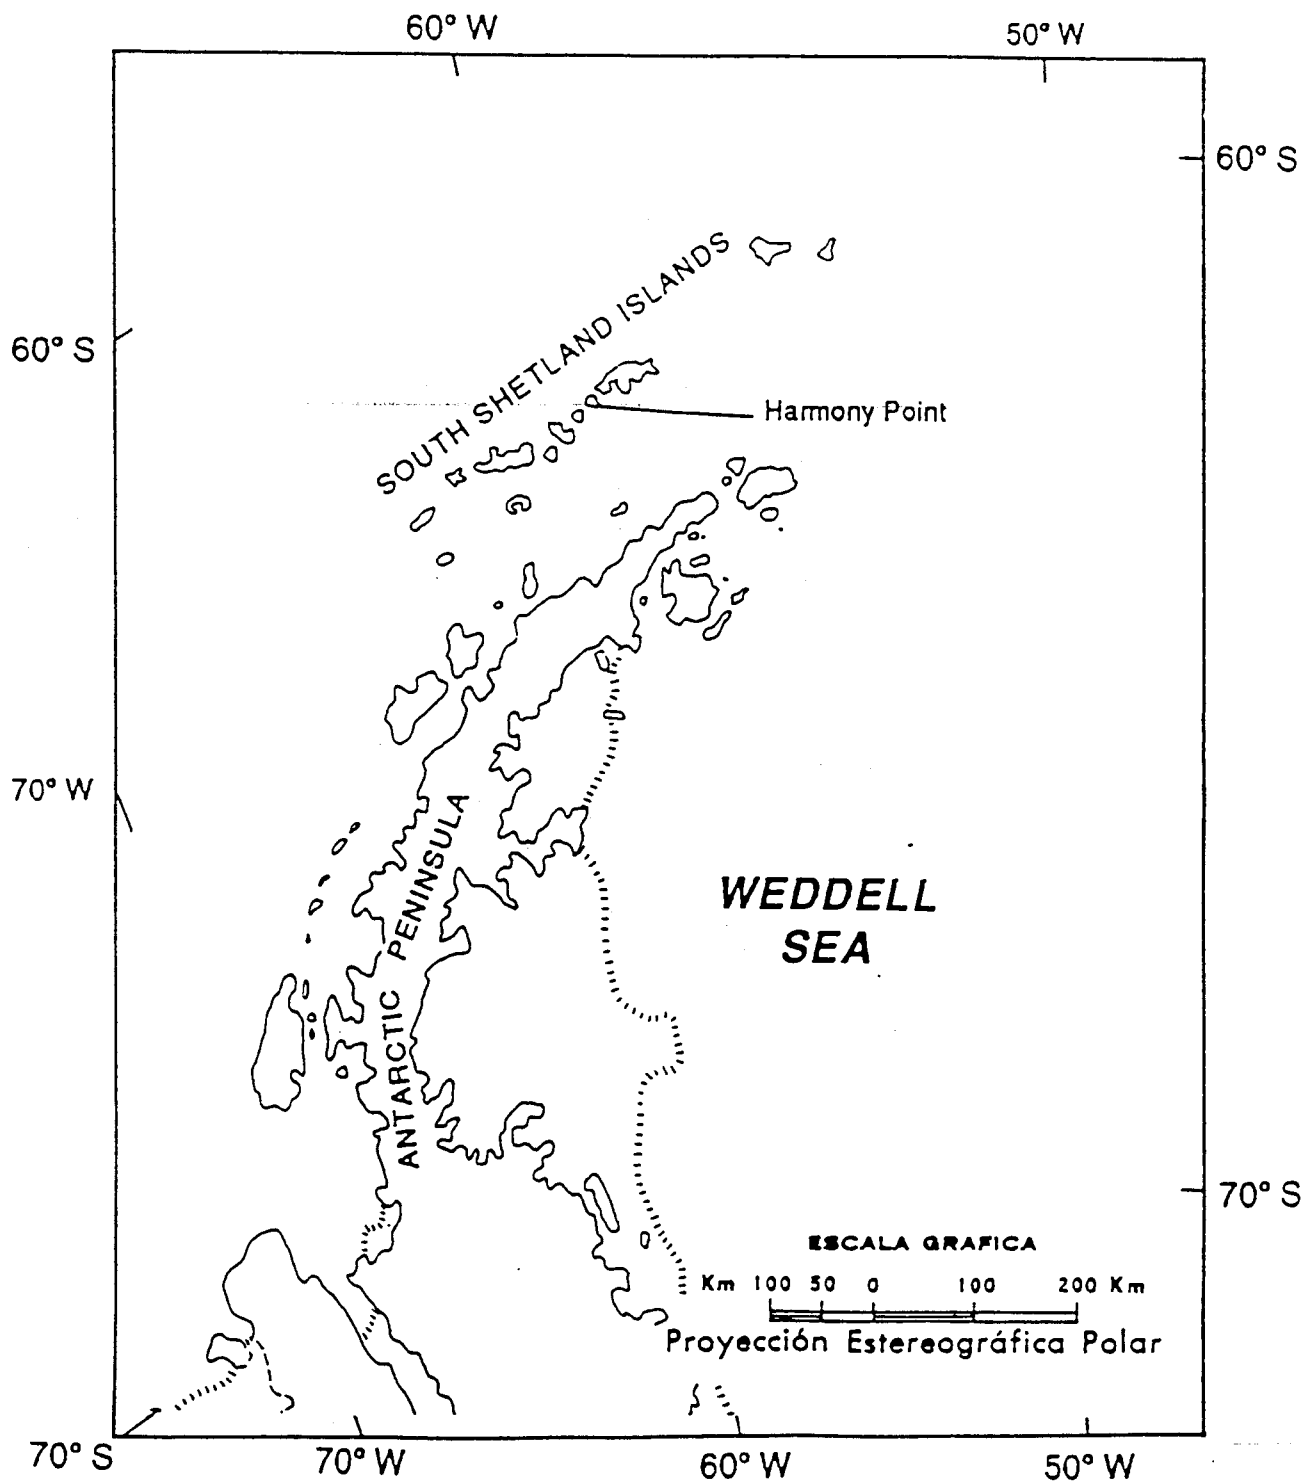 60° W
50° W
60° S
SOUTH SHETLAND ISLANDS
60° S
Harmony Point
70° W
ANTARCTIC PENINSULA
WEDDELL
SEA
70° S
ESCALA GRAFICA
Km 100 50 0 100 200 Km
Proyección Estereográfica Polar
70° S
70° W
60° W
50° W